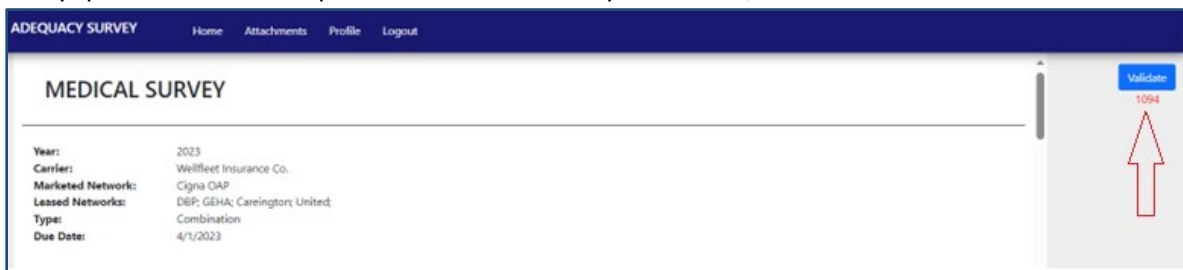 ADEQUACY SURVEY Home Attachments Profile Logout
MEDICAL SURVEY
Validate
1094
Year: 2023
Carrier: Wellfleet Insurance Co.
Marketed Network: Cigna OAP
Leased Networks: DBP; GEHA; Careington; United;
Type: Combination
Due Date: 4/1/2023